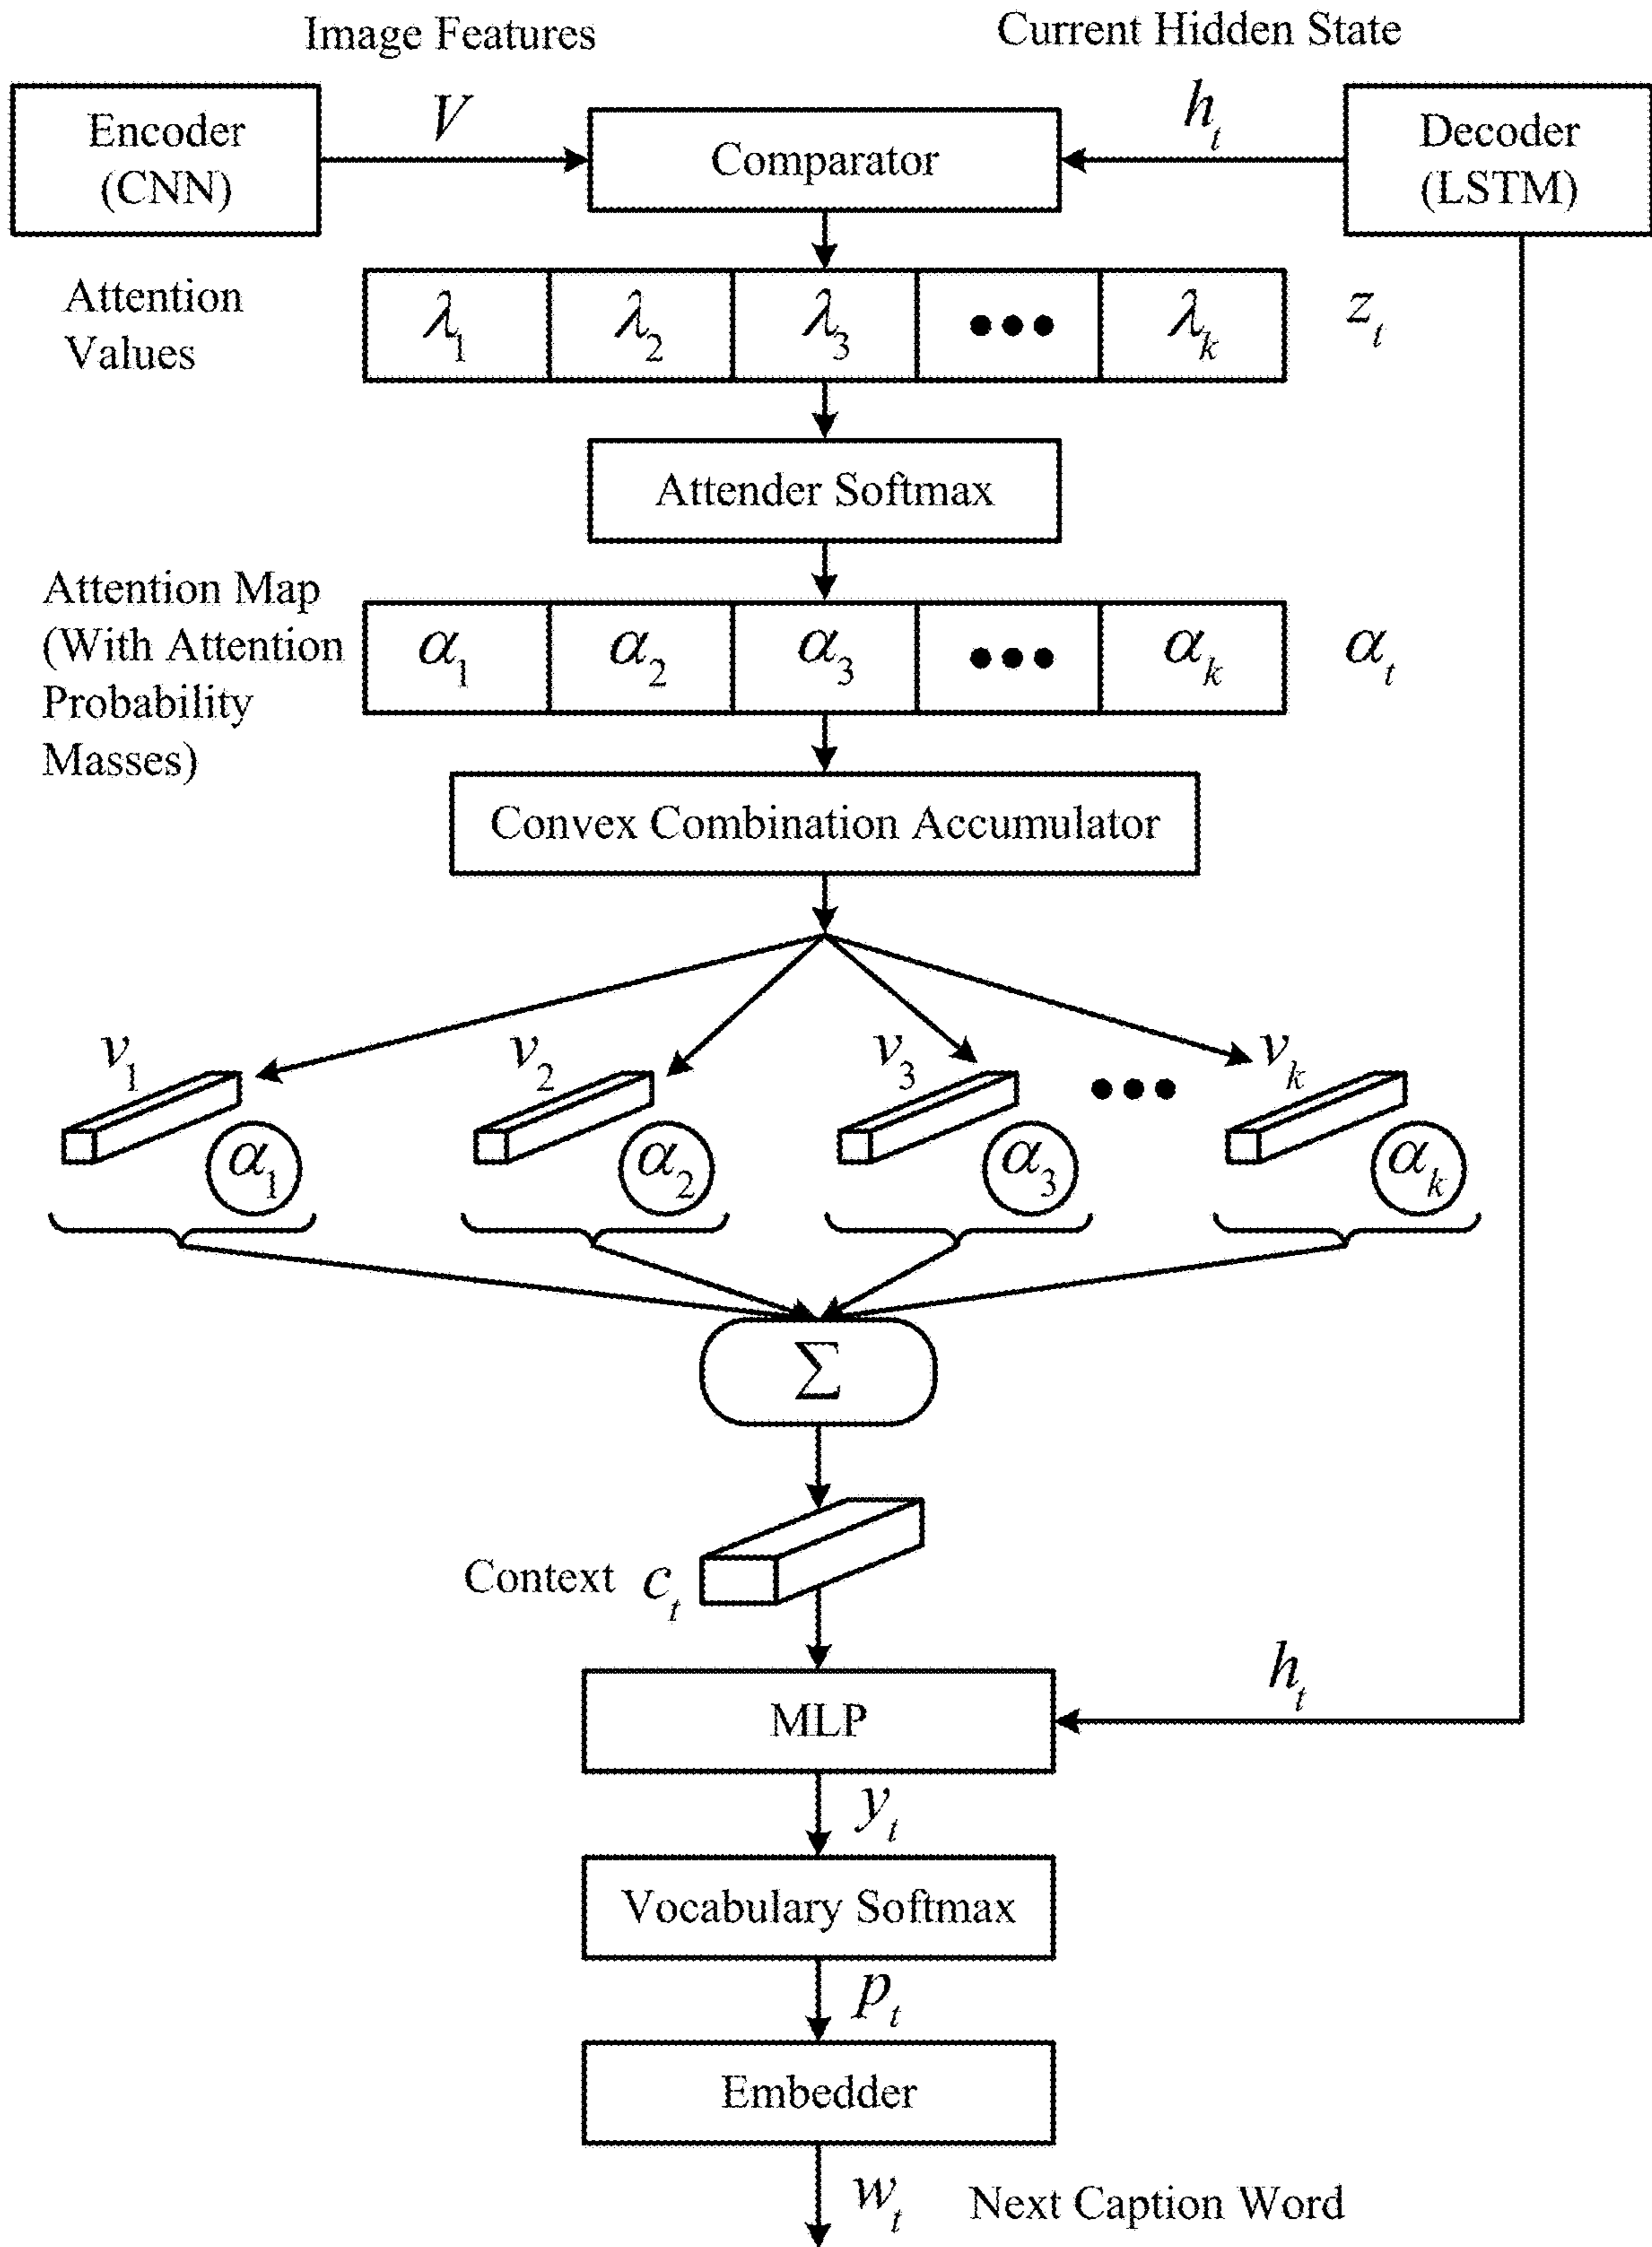 Image Features
Current Hidden State
Encoder
(CNN)
V
Comparator
h_t
Decoder
(LSTM)
Attention
Values
λ_1 λ_2 λ_3 ••• λ_k z_t
Attender Softmax
Attention Map
(With Attention
Probability
Masses)
α_1 α_2 α_3 ••• α_k α_t
Convex Combination Accumulator
v_1 v_2 v_3 ••• v_k
α_1 α_2 α_3 α_k
Σ
Context c_t
h_t
MLP
y_t
Vocabulary Softmax
p_t
Embedder
w_t Next Caption Word